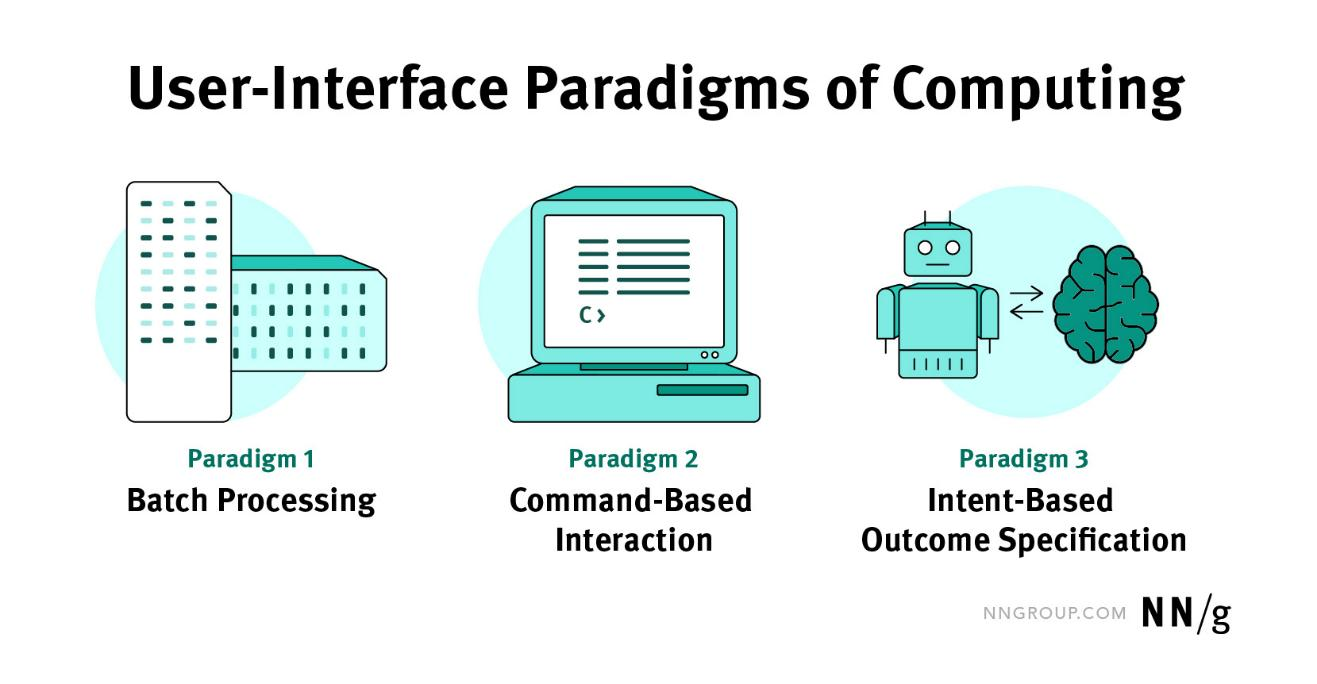 User-Interface Paradigms of Computing
C>
Paradigm 1
Batch Processing
Paradigm 2
Command-Based
Interaction
Paradigm 3
Intent-Based
Outcome Specification
NNGROUP.COM NN/g